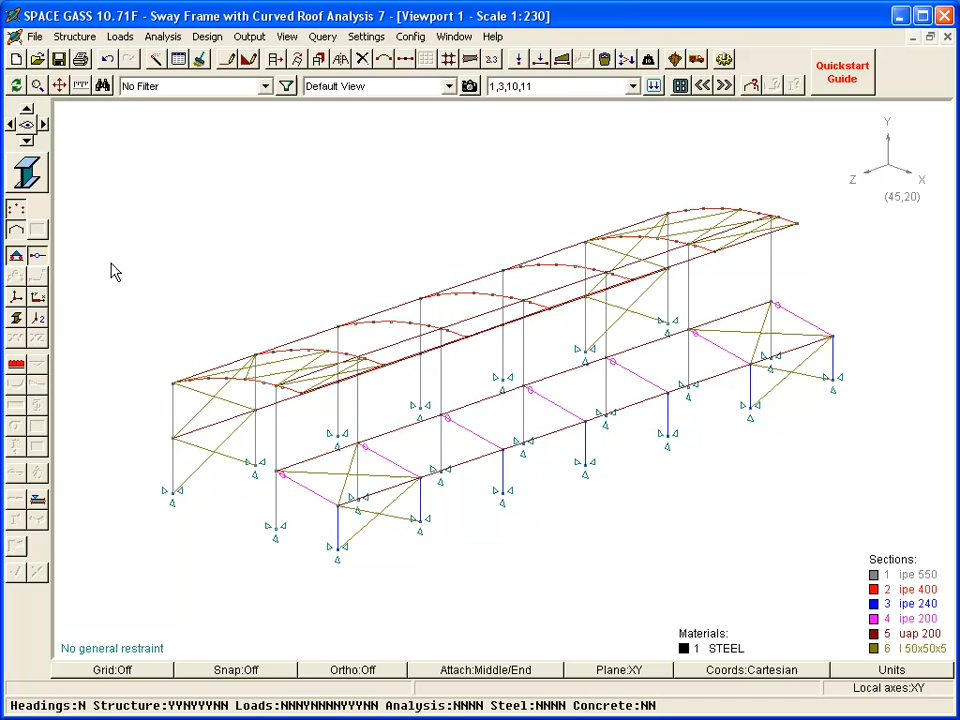 SPACE GASS 10.71F - Sway Frame with Curved Roof Analysis 7 - [Viewport 1 - Scale 1:230]
File Structure Loads Analysis Design Output View Query Settings Config Window Help
2.3
No Filter Default View 1,3,10,11
Quickstart
Guide
Y
Z X
(45,20)
Sections:
1 ipe 550
2 ipe 400
3 ipe 240
4 ipe 200
5 uap 200
6 l 50x50x5
Materials:
1 STEEL
No general restraint
Grid:Off Snap:Off Ortho:Off Attach:Middle/End Plane:XY Coords:Cartesian Units
Local axes:XY
Headings:N Structure:YYNYYYNN Loads:NNNYNNNNYYYNN Analysis:NNNN Steel:NNNN Concrete:NN